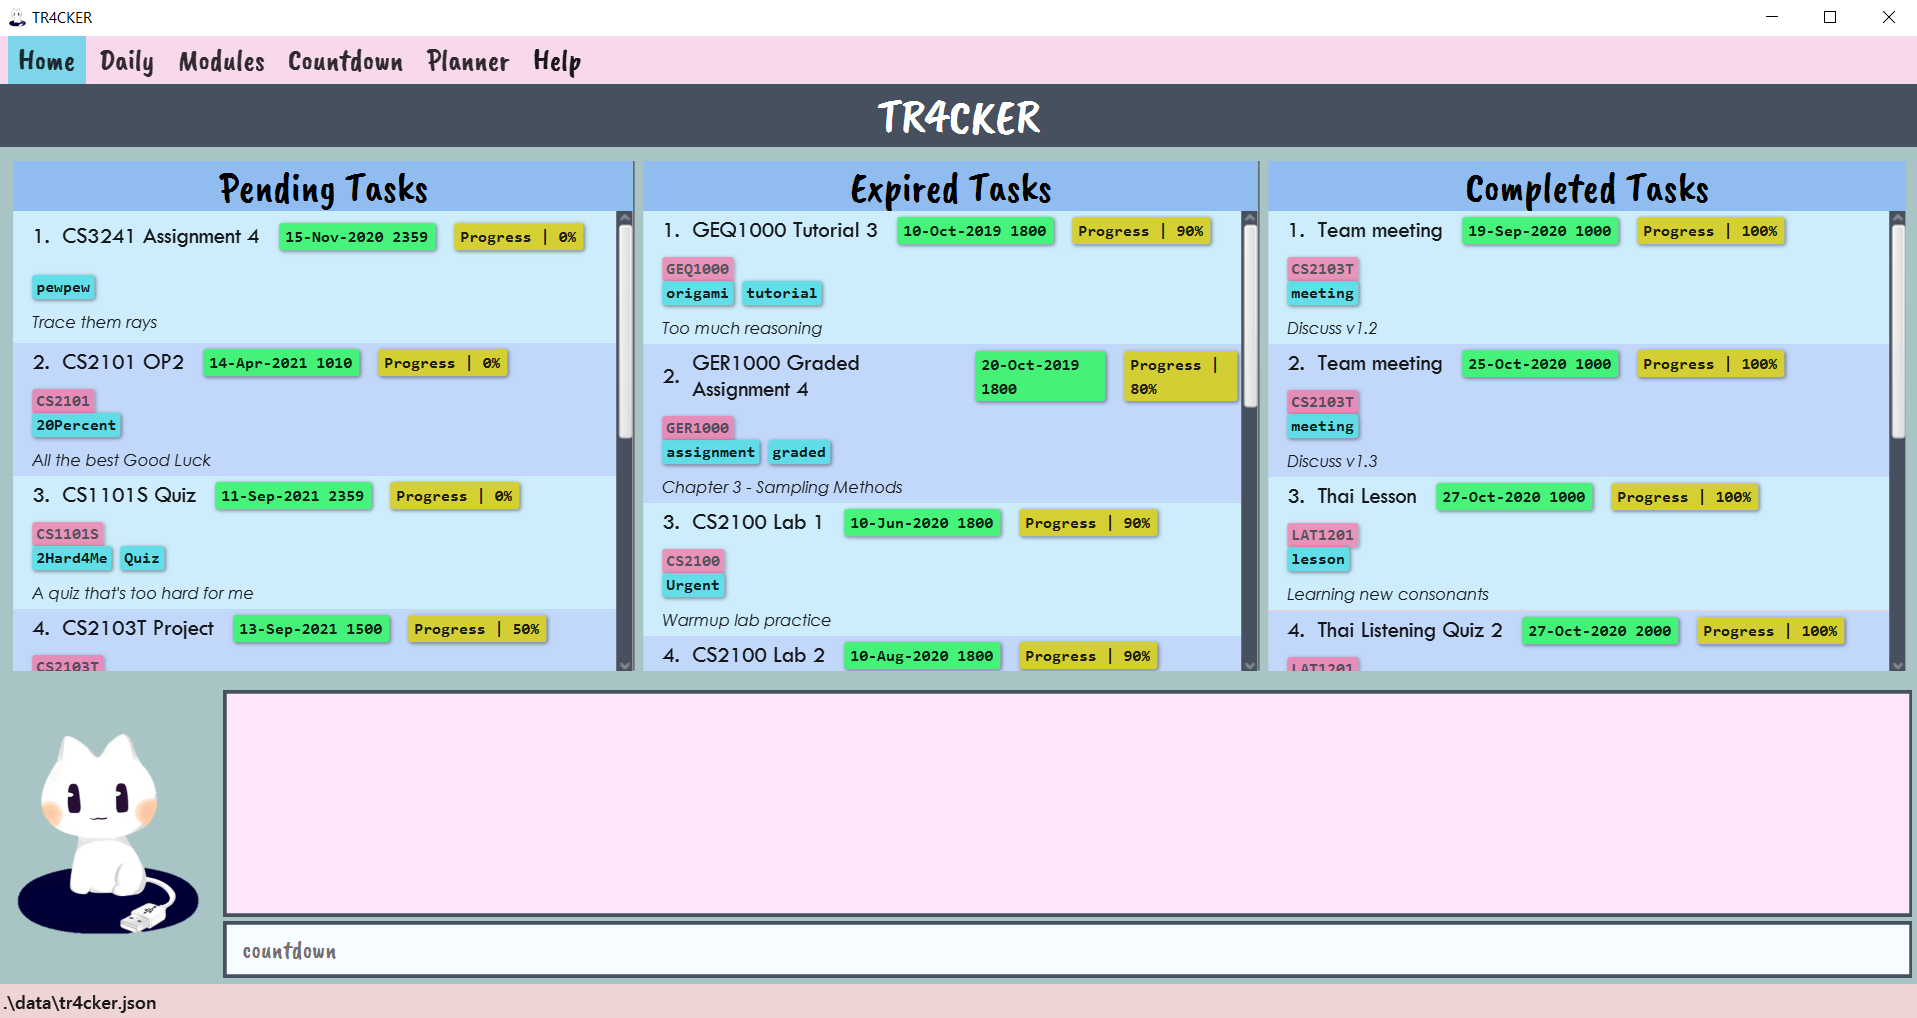 TR4CKER
Home Daily Modules Countdown Planner Help
TR4CKER
Pending Tasks
1. CS3241 Assignment 4 15-Nov-2020 2359 Progress | 0%
pewpew
Trace them rays
2. CS2101 OP2 14-Apr-2021 1010 Progress | 0%
CS2101
20Percent
All the best Good Luck
3. CS1101S Quiz 11-Sep-2021 2359 Progress | 0%
CS1101S
2Hard4Me Quiz
A quiz that's too hard for me
4. CS2103T Project 13-Sep-2021 1500 Progress | 50%
CS2103T
Expired Tasks
1. GEQ1000 Tutorial 3 10-Oct-2019 1800 Progress | 90%
GEQ1000
origami tutorial
Too much reasoning
2. GER1000 Graded
Assignment 4
20-Oct-2019
1800
Progress |
80%
GER1000
assignment graded
Chapter 3 - Sampling Methods
3. CS2100 Lab 1 10-Jun-2020 1800 Progress | 90%
CS2100
Urgent
Warmup lab practice
4. CS2100 Lab 2 10-Aug-2020 1800 Progress | 90%
Completed Tasks
1. Team meeting 19-Sep-2020 1000 Progress | 100%
CS2103T
meeting
Discuss v1.2
2. Team meeting 25-Oct-2020 1000 Progress | 100%
CS2103T
meeting
Discuss v1.3
3. Thai Lesson 27-Oct-2020 1000 Progress | 100%
LAT1201
lesson
Learning new consonants
4. Thai Listening Quiz 2 27-Oct-2020 2000 Progress | 100%
LAT1201
countdown
.\data\tr4cker.json